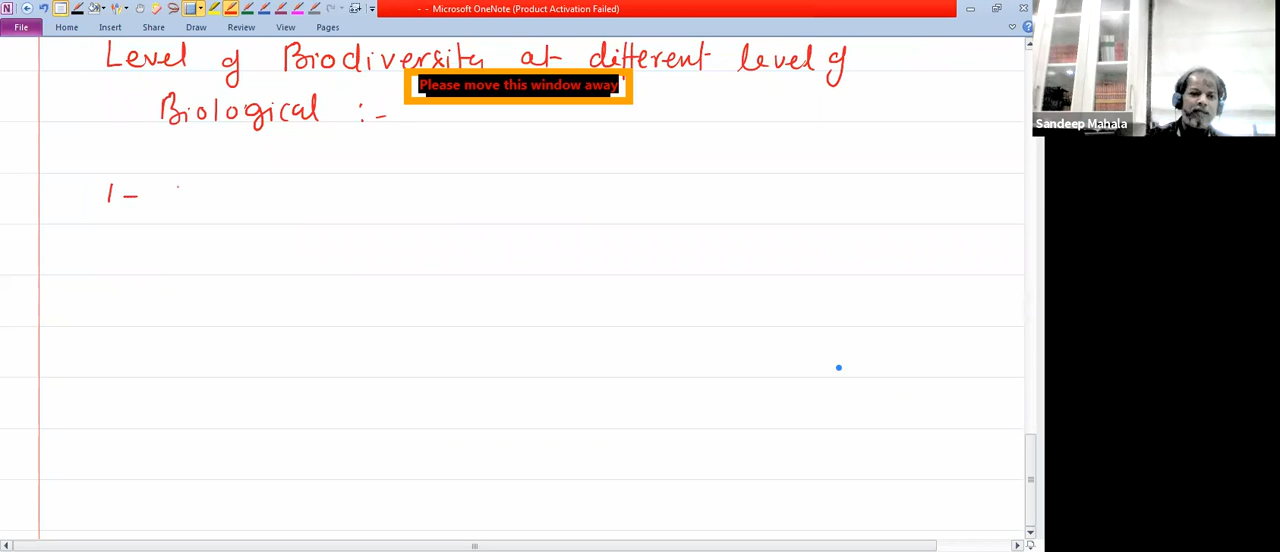 - - Microsoft OneNote (Product Activation Failed)
File Home Insert Share Draw Review View Pages
Level of Biodiversity at different level of
Please move this window away
Biological :-
Sandeep Mahala
1 -